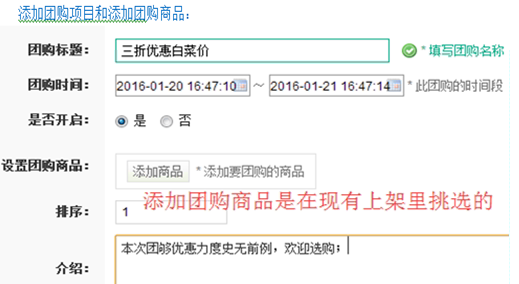 添加团购项目和添加团购商品：
团购标题： 三折优惠白菜价 * 填写团购名称
团购时间： 2016-01-20 16:47:10 ～ 2016-01-21 16:47:14 * 此团购的时间段
是否开启： 是 否
设置团购商品： 添加商品 * 添加要团购的商品
添加团购商品是在现有上架里挑选的
排序： 1
本次团够优惠力度史无前例，欢迎选购；
介绍：